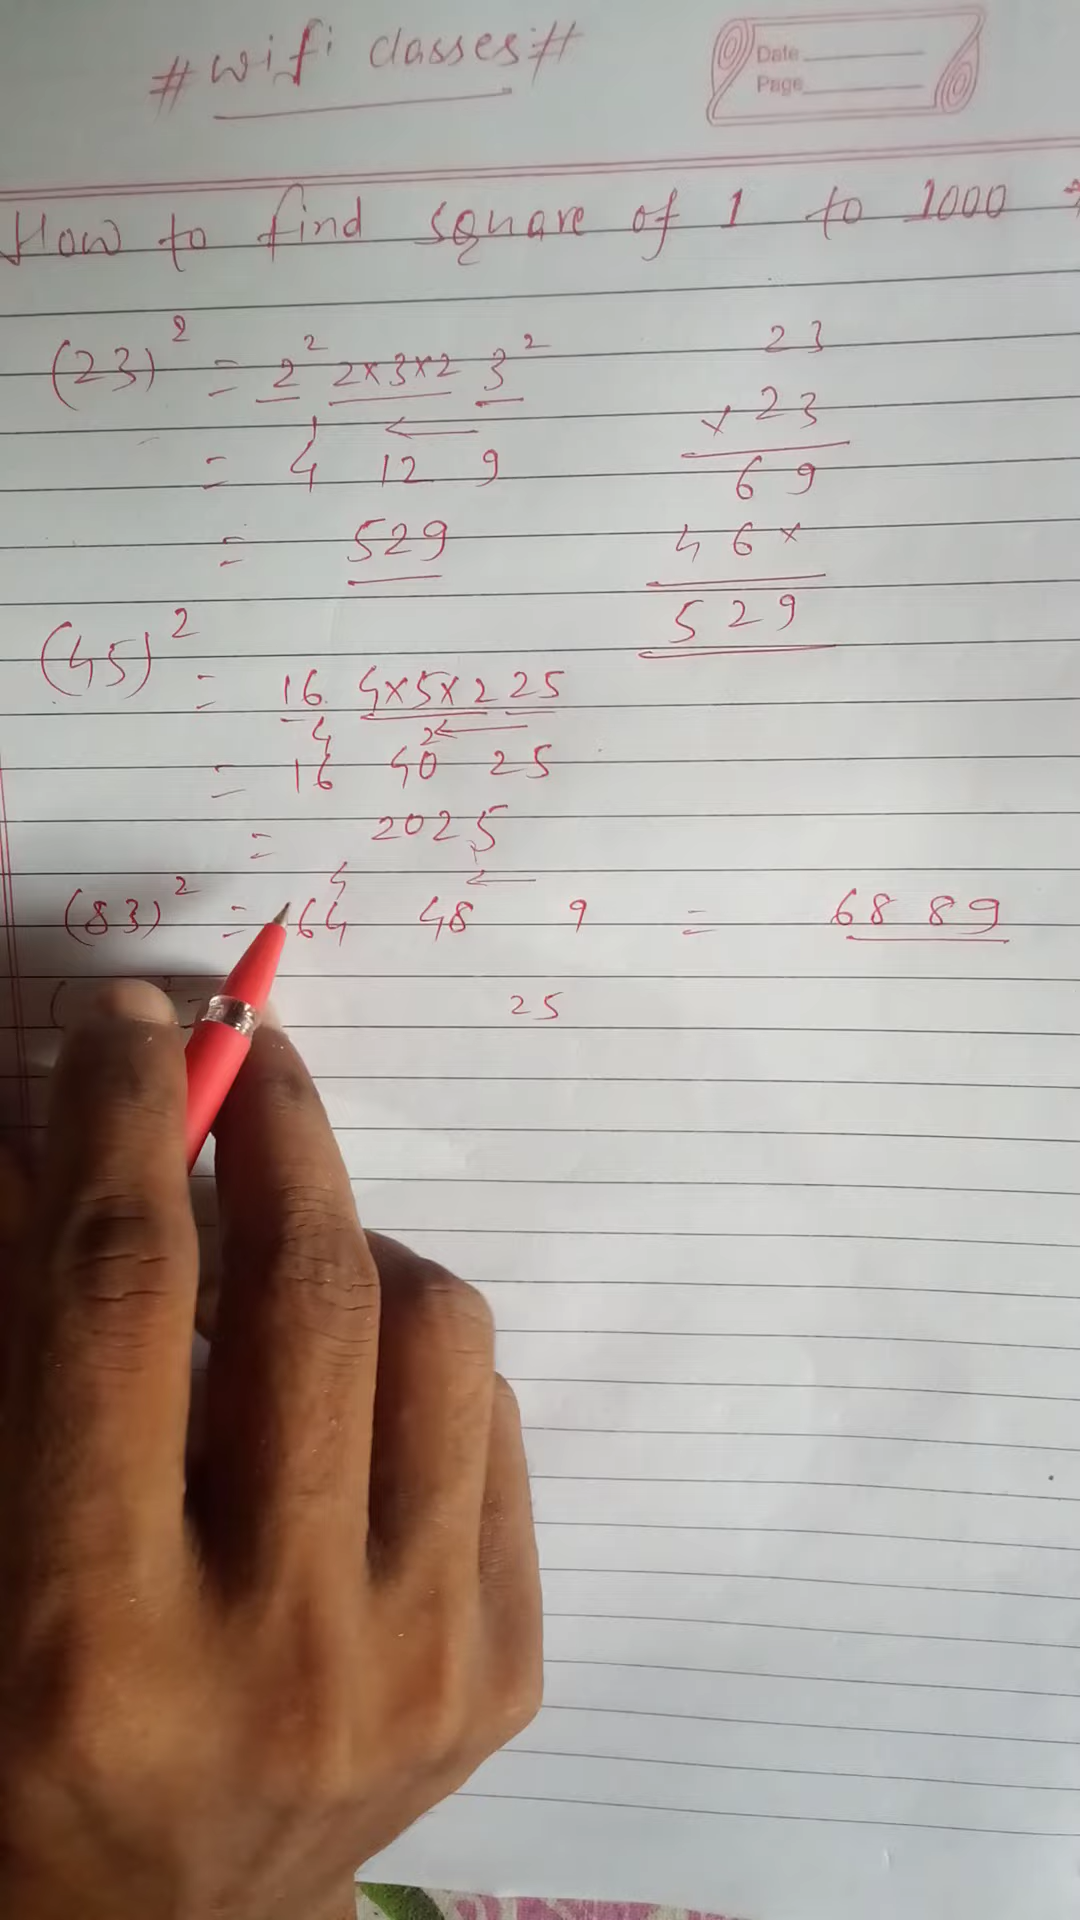 #wifi classes#
Date
Page
How to find square of 1 to 1000
(23)² = 2² 2×3×2 3²
= 4 12 9
= 529
23
×23
69
46×
529
(45)²
= 16 4×5×2 25
= 16 40 25
= 2025
(83)² = 64 48 9 = 6889
25